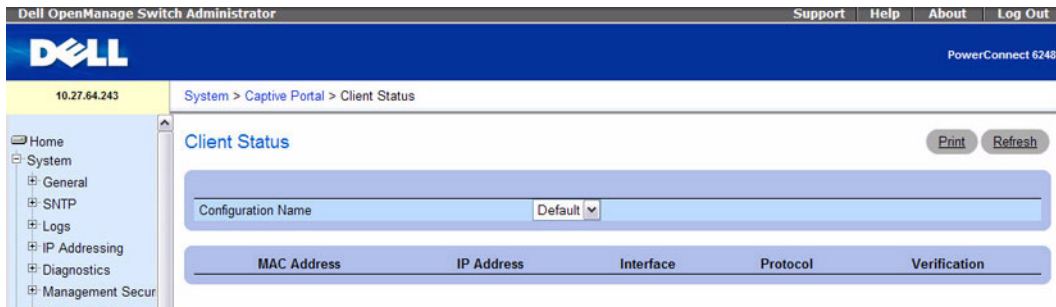 Dell OpenManage Switch Administrator Support Help About Log Out
DELL PowerConnect 6248
10.27.64.243 System > Captive Portal > Client Status
Home
System
General
SNTP
Logs
IP Addressing
Diagnostics
Management Secur
Client Status Print Refresh
Configuration Name Default
MAC Address IP Address Interface Protocol Verification